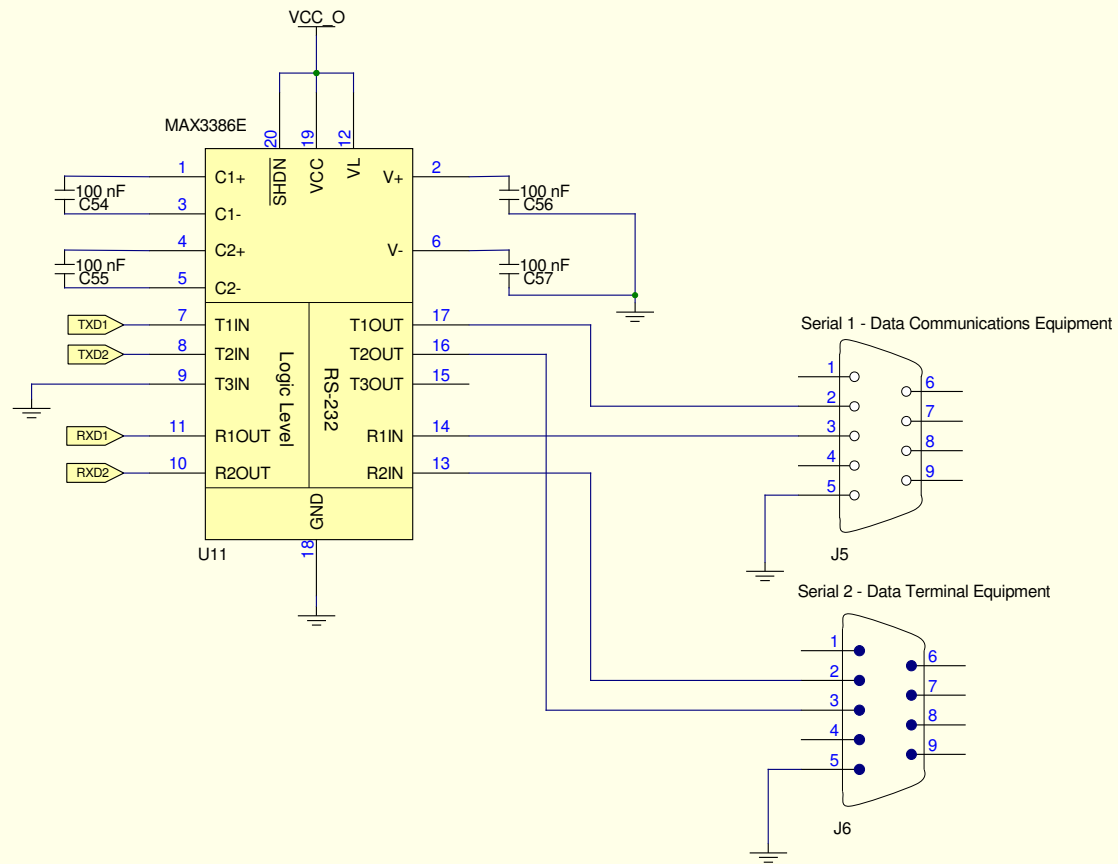 VCC_O
MAX3386E
20
19
12
SHDN
VCC
VL
1
C1+
V+
2
100 nF
C54
100 nF
C56
3
C1-
4
C2+
V-
6
100 nF
C55
100 nF
C57
5
C2-
TXD1
7
T1IN
T1OUT
17
TXD2
8
T2IN
T2OUT
16
9
T3IN
T3OUT
15
Logic Level
RS-232
RXD1
11
R1OUT
R1IN
14
RXD2
10
R2OUT
R2IN
13
GND
18
U11
Serial 1 - Data Communications Equipment
1
6
2
7
3
8
4
9
5
J5
Serial 2 - Data Terminal Equipment
1
6
2
7
3
8
4
9
5
J6